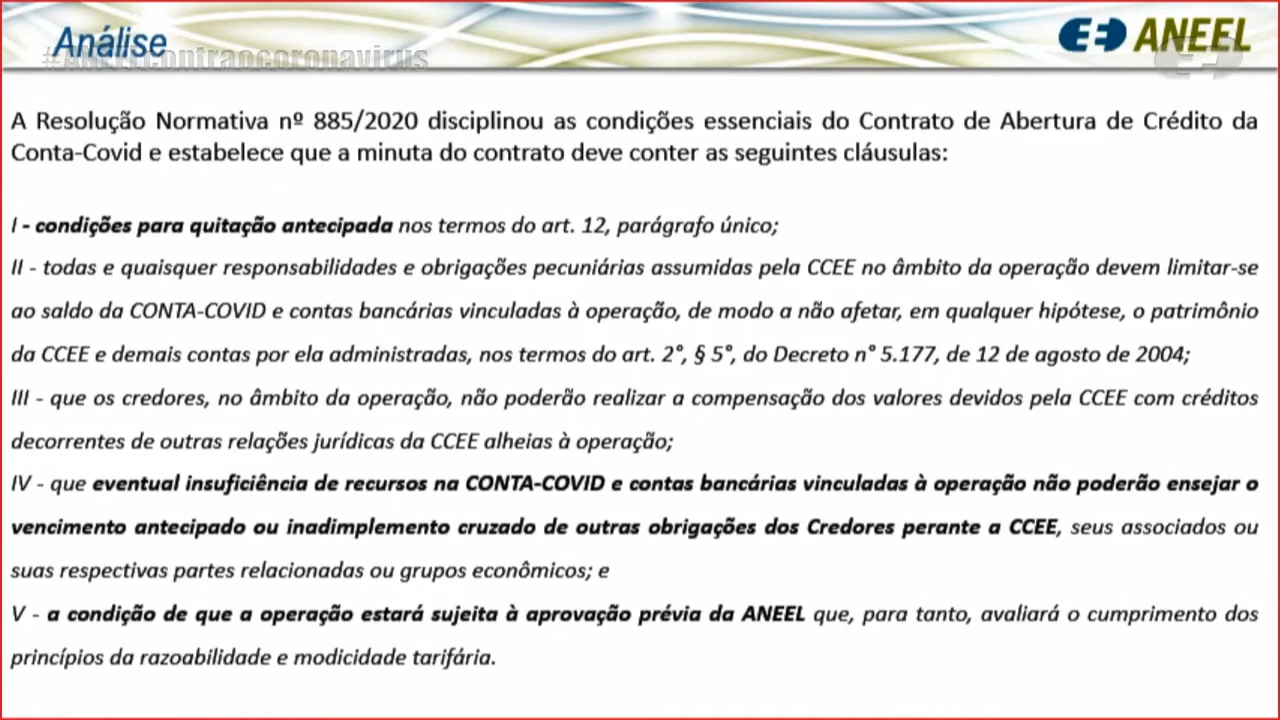 Análise
#Aneelcontraocoronavirus
ANEEL
A Resolução Normativa nº 885/2020 disciplinou as condições essenciais do Contrato de Abertura de Crédito da
Conta-Covid e estabelece que a minuta do contrato deve conter as seguintes cláusulas:
I - condições para quitação antecipada nos termos do art. 12, parágrafo único;
II - todas e quaisquer responsabilidades e obrigações pecuniárias assumidas pela CCEE no âmbito da operação devem limitar-se
ao saldo da CONTA-COVID e contas bancárias vinculadas à operação, de modo a não afetar, em qualquer hipótese, o patrimônio
da CCEE e demais contas por ela administradas, nos termos do art. 2°, § 5°, do Decreto n° 5.177, de 12 de agosto de 2004;
III - que os credores, no âmbito da operação, não poderão realizar a compensação dos valores devidos pela CCEE com créditos
decorrentes de outras relações jurídicas da CCEE alheias à operação;
IV - que eventual insuficiência de recursos na CONTA-COVID e contas bancárias vinculadas à operação não poderão ensejar o
vencimento antecipado ou inadimplemento cruzado de outras obrigações dos Credores perante a CCEE, seus associados ou
suas respectivas partes relacionadas ou grupos econômicos; e
V - a condição de que a operação estará sujeita à aprovação prévia da ANEEL que, para tanto, avaliará o cumprimento dos
princípios da razoabilidade e modicidade tarifária.